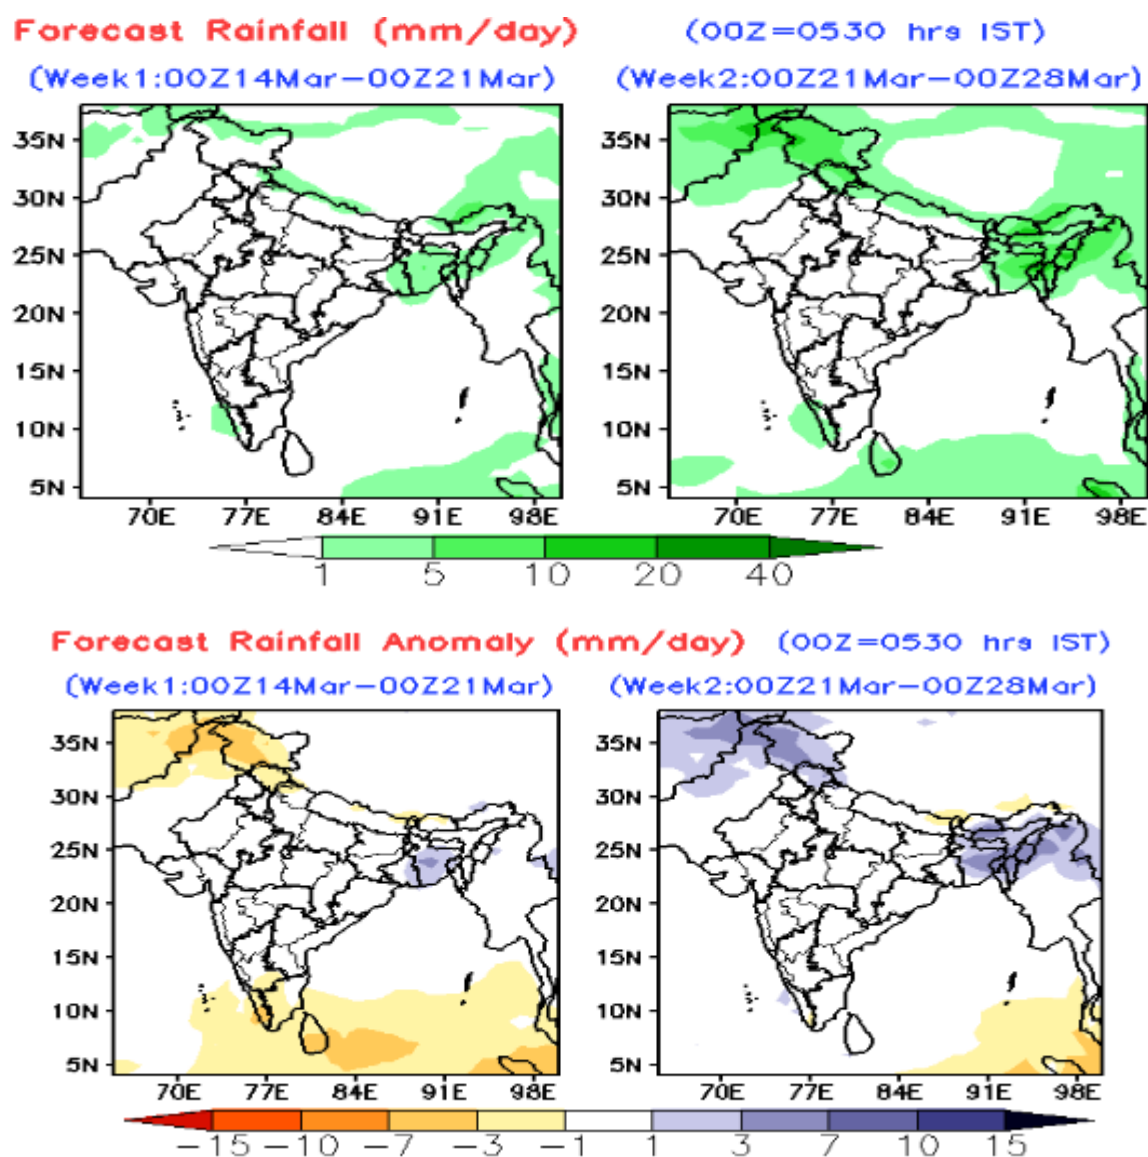 Forecast Rainfall (mm/day) (00Z=0530 hrs IST)
(Week1:00Z14Mar−00Z21Mar) (Week2:00Z21Mar−00Z28Mar)
35N 35N
30N 30N
25N 25N
20N 20N
15N 15N
10N 10N
5N 5N
70E 77E 84E 91E 98E 70E 77E 84E 91E 98E
1 5 10 20 40
Forecast Rainfall Anomaly (mm/day) (00Z=0530 hrs IST)
(Week1:00Z14Mar−00Z21Mar) (Week2:00Z21Mar−00Z28Mar)
35N 35N
30N 30N
25N 25N
20N 20N
15N 15N
10N 10N
5N 5N
70E 77E 84E 91E 98E 70E 77E 84E 91E 98E
−15 −10 −7 −3 −1 1 3 7 10 15